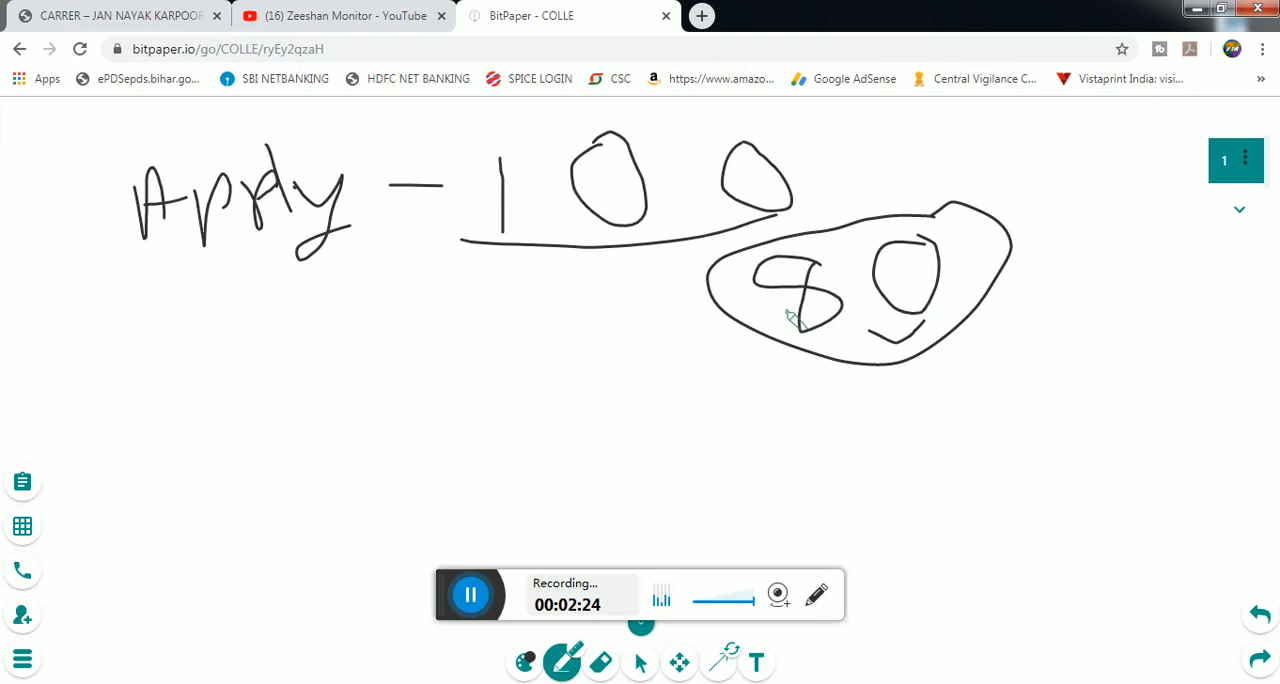 CARRER – JAN NAYAK KARPOOR
(16) Zeeshan Monitor - YouTube
BitPaper - COLLE
bitpaper.io/go/COLLE/ryEy2qzaH
Apps ePDSepds.bihar.go... SBI NETBANKING HDFC NET BANKING SPICE LOGIN CSC https://www.amazo... Google AdSense Central Vigilance C... Vistaprint India: visi... »
1
Apply - 100
80
Recording...
00:02:24
T